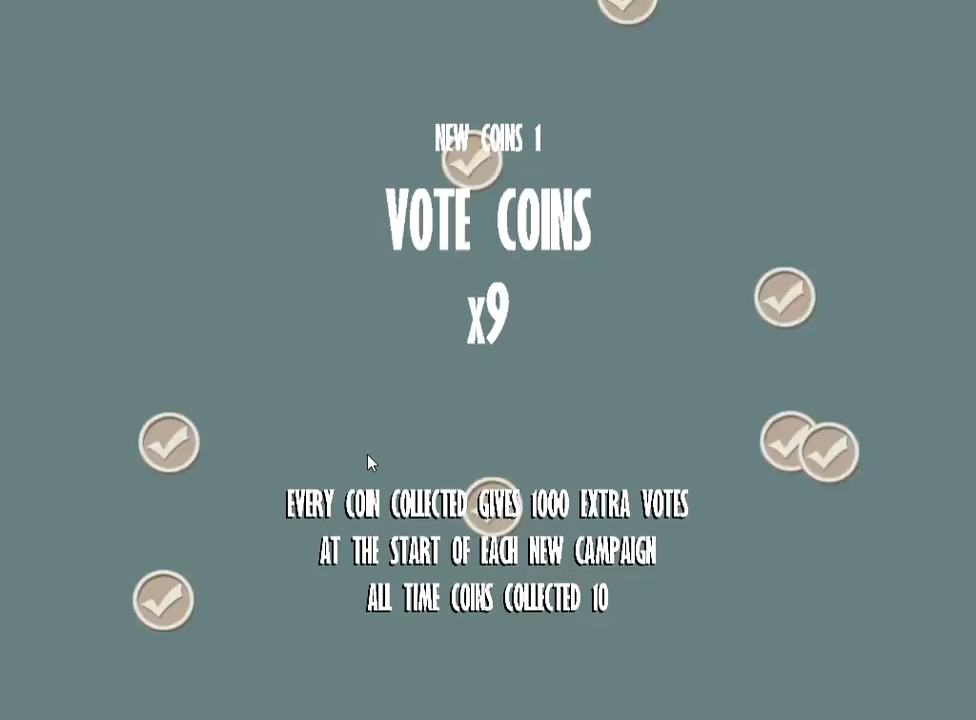 NEW COINS 1
VOTE COINS
x9
EVERY COIN COLLECTED GIVES 1000 EXTRA VOTES
AT THE START OF EACH NEW CAMPAIGN
ALL TIME COINS COLLECTED 10